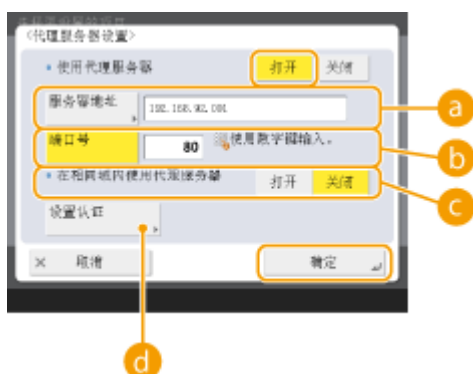 <代理服务器设置>
• 使用代理服务器 打开 关闭
服务器地址 192.168.92.001
端口号 80 使用数字键输入。
• 在相同域内使用代理服务器 打开 关闭
设置认证
× 取消 确定
a
b
c
d